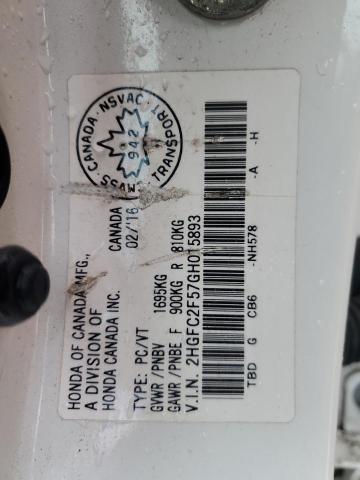 HONDA OF CANADA MFG.,
A DIVISION OF
HONDA CANADA INC.
CANADA
02/'16
TYPE: PC/VT
GVWR/PNBV 1695KG
GAWR/PNBE F 900KG R 810KG
V.I.N. 2HGFC2F57GH015893
TBD G CB6 -NH578 -A -H
CANADA NSVAC
942
TRANSPORT